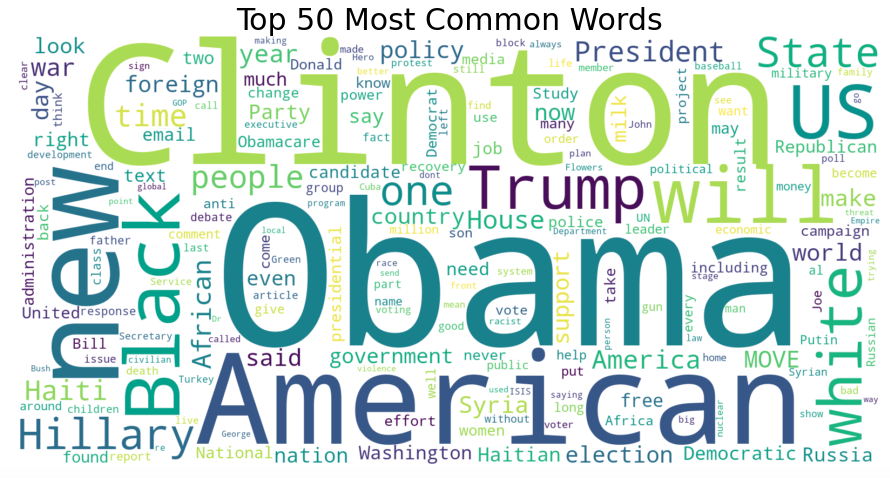 Top 50 Most Common Words
clear look war day think sign two year making much Donald change made Hero policy know power media better protest still block always life member President project baseball military family State
foreign time email right development Party Obamacare GOP call executive say fact Democrat left use Study now find many order John milk see want may go US Republican
Clinton
end text post global point people anti group debate candidate recovery Cuba dont program job one plan Flowers Trump political result money poll become will make
new Black administration back United class father comment last response African even come local Green article give presidential million country House son police Department UN leader economic campaign threat Empire world
Obama
Service Dr Secretary Bill issue civilian called said Bush death Turkey race send part name voting need system front mean racist good vote support person take including stage gun every law man al Joe Putin trying Russian white
government never public help put America home MOVE Syrian
Haiti around children live re George American violence well used ISIS Syria women without long saying voter effort free Africa big nuclear bad show way
Hillary
found report National nation Washington Haitian election Democratic Russia